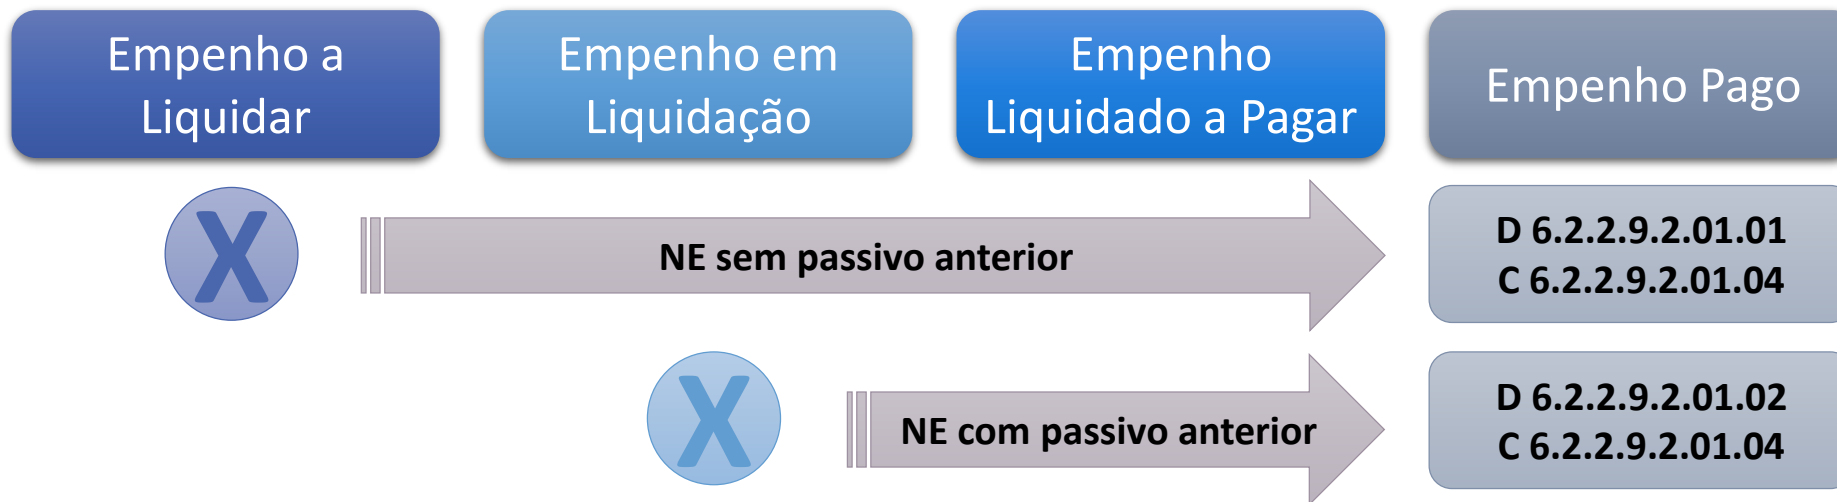 Empenho a
Liquidar
Empenho em
Liquidação
Empenho
Liquidado a Pagar
Empenho Pago
X
NE sem passivo anterior
D 6.2.2.9.2.01.01
C 6.2.2.9.2.01.04
X
NE com passivo anterior
D 6.2.2.9.2.01.02
C 6.2.2.9.2.01.04